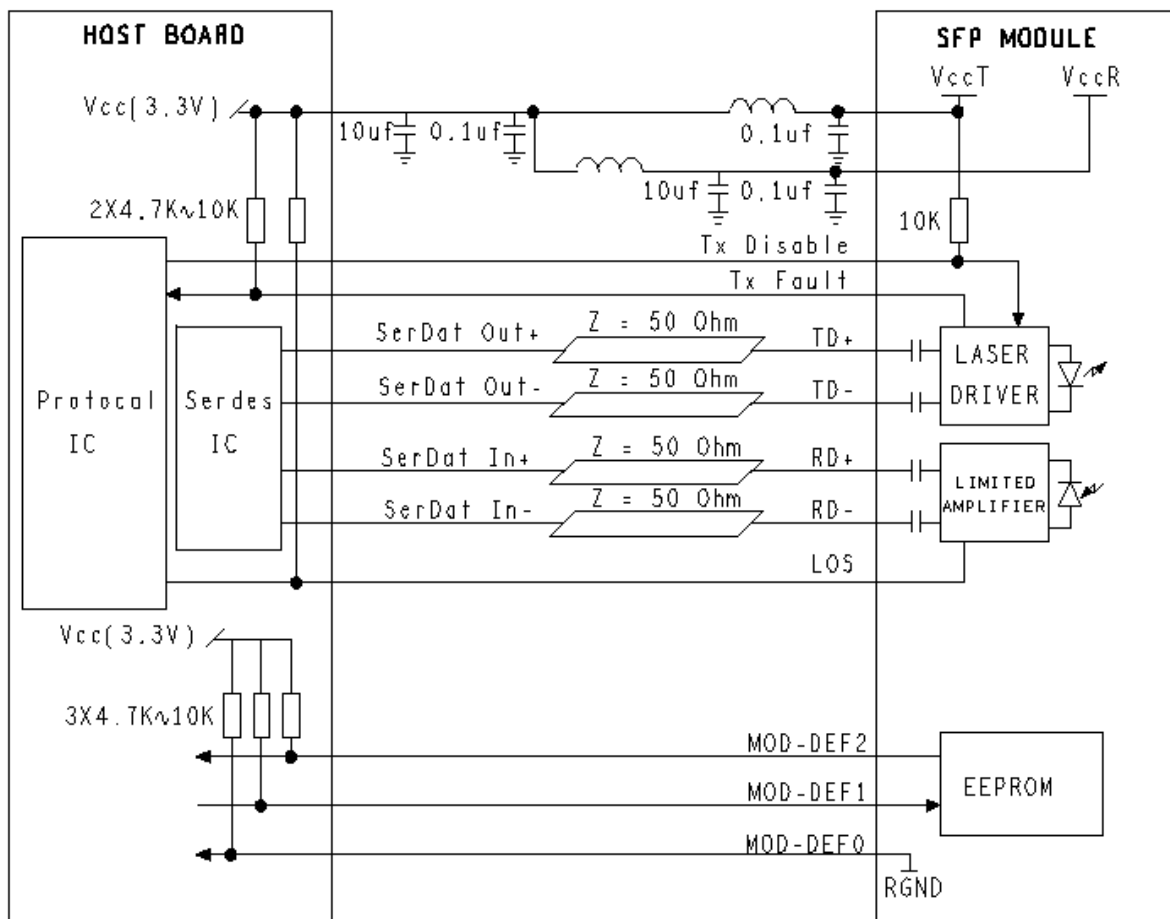 HOST BOARD
SFP MODULE
VccT
VccR
Vcc(3.3V)
10uf
0.1uf
0.1uf
10uf
0.1uf
2X4.7K~10K
10K
Tx Disable
Tx Fault
Protocal
IC
Serdes
IC
SerDat Out+
Z = 50 Ohm
TD+
SerDat Out-
Z = 50 Ohm
TD-
LASER
DRIVER
SerDat In+
Z = 50 Ohm
RD+
SerDat In-
Z = 50 Ohm
RD-
LIMITED
AMPLIFIER
LOS
Vcc(3.3V)
3X4.7K~10K
MOD-DEF2
MOD-DEF1
MOD-DEF0
EEPROM
RGND